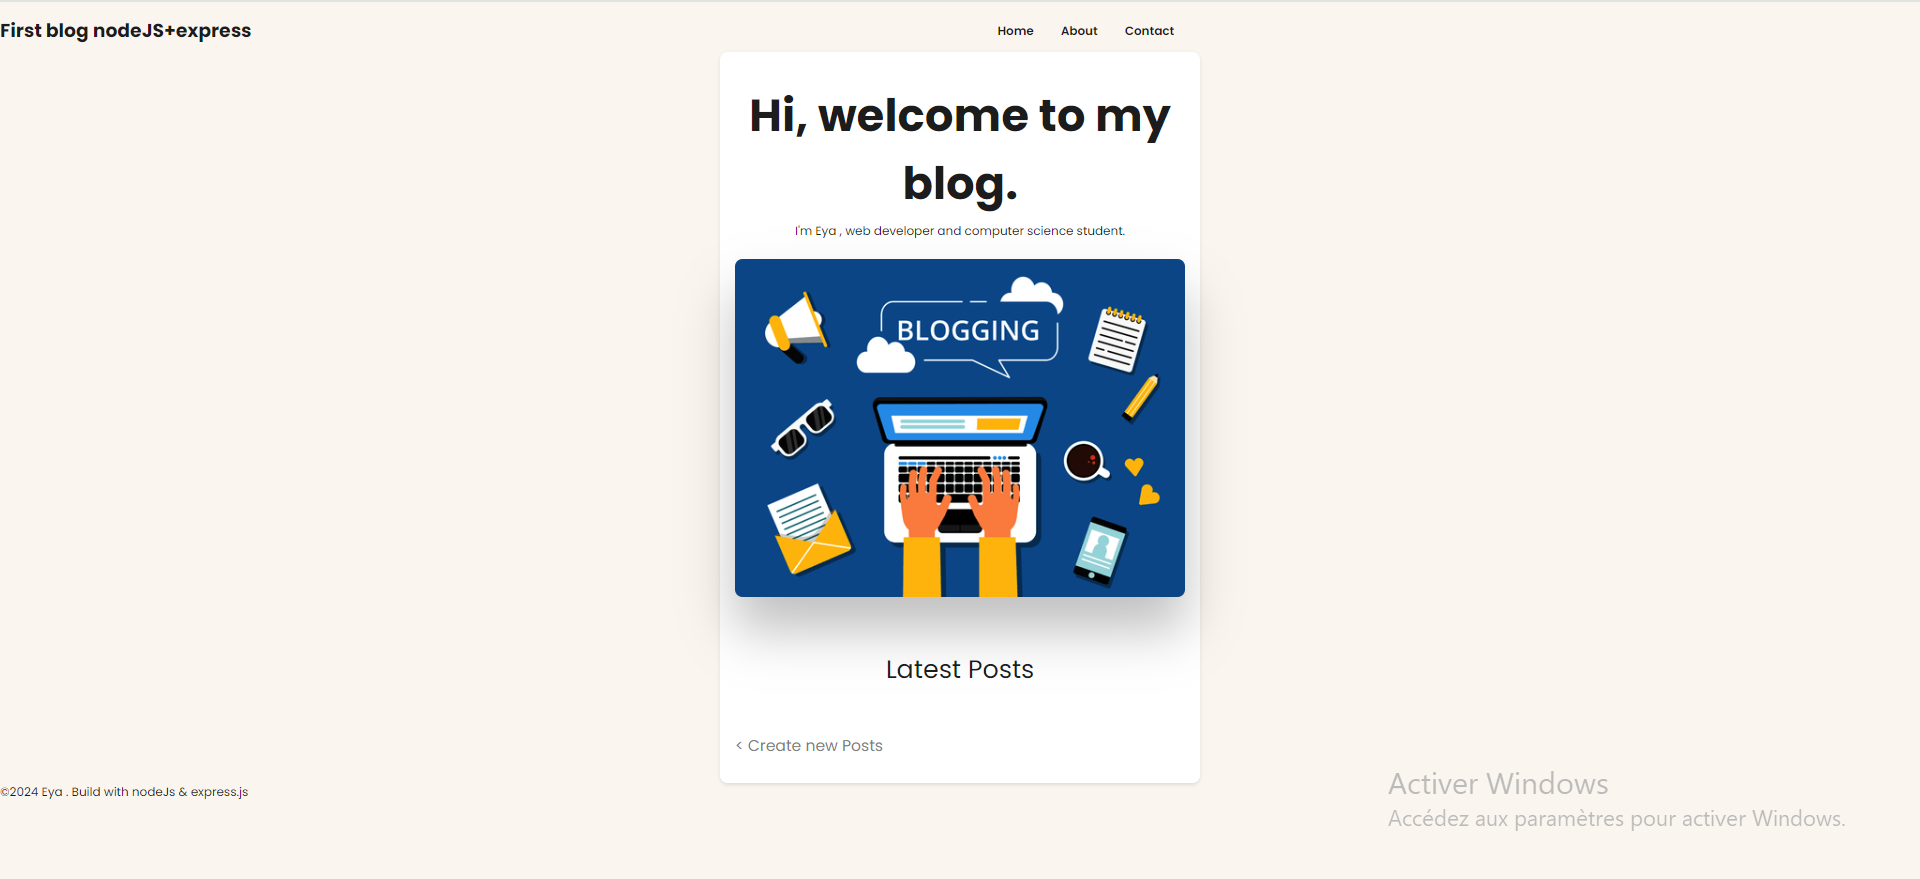 First blog nodeJS+express
Home About Contact
Hi, welcome to my
blog.
I'm Eya , web developer and computer science student.
BLOGGING
Latest Posts
< Create new Posts
©2024 Eya . Build with nodeJs & express.js
Activer Windows
Accédez aux paramètres pour activer Windows.